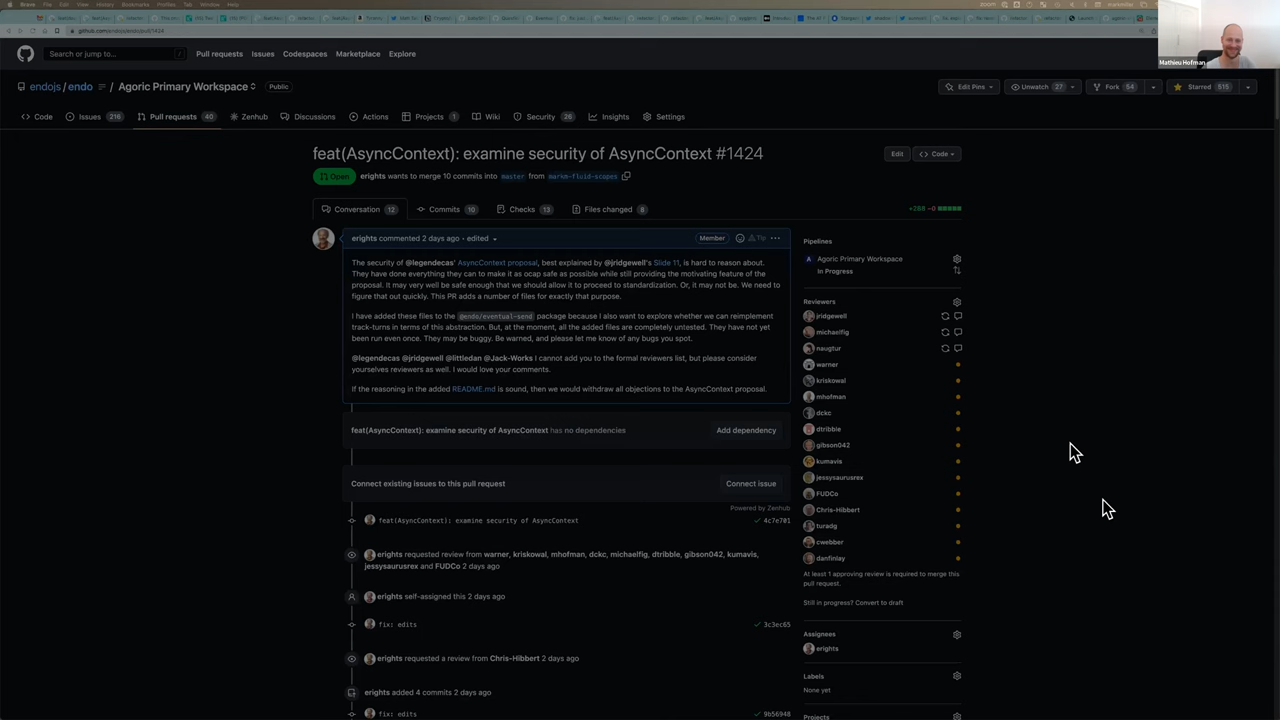 Brave File Edit View History Bookmarks Profiles Tab Window Help
github.com/endojs/endo/pull/1424
Mathieu Hofman
Search or jump to...
Pull requests Issues Codespaces Marketplace Explore
endojs / endo / Agoric Primary Workspace Public
Edit Pins Unwatch 27 Fork 54 Starred 515
Code Issues 216 Pull requests 40 Zenhub Discussions Actions Projects 1 Wiki Security 26 Insights Settings
feat(AsyncContext): examine security of AsyncContext #1424
Edit Code
Open erights wants to merge 10 commits into master from markm-fluid-scapes
Conversation 12 Commits 10 Checks 13 Files changed 8
+289 −0
erights commented 2 days ago • edited
Member Tip
The security of @legendecas' AsyncContext proposal, best explained by @jridgewell's Slide 11, is hard to reason about.
They have done everything they can to make it as ocap safe as possible while still providing the motivating feature of the
proposal. It may very well be safe enough that we should allow it to proceed to standardization. Or, it may not be. We need to
figure that out quickly. This PR adds a number of files for exactly that purpose.
I have added these files to the @endo/eventual-send package because I also want to explore whether we can reimplement
track-turns in terms of this abstraction. But, at the moment, all the added files are completely untested. They have not yet
been run even once. They may be buggy. Be warned, and please let me know of any bugs you spot.
@legendecas @jridgewell @littledan @Jack-Works I cannot add you to the formal reviewers list, but please consider
yourselves reviewers as well. I would love your comments.
If the reasoning in the added README.md is sound, then we would withdraw all objections to the AsyncContext proposal.
feat(AsyncContext): examine security of AsyncContext has no dependencies
Add dependency
Connect existing issues to this pull request
Connect issue
Powered by Zenhub
feat(AsyncContext): examine security of AsyncContext
4c7e701
erights requested review from warner, kriskowal, mhofman, dckc, michaelfig, dtribble, gibson042, kumavis,
jessysaurusrex and FUDCo 2 days ago
erights self-assigned this 2 days ago
fix: edits
3c3ec65
erights requested a review from Chris-Hibbert 2 days ago
erights added 4 commits 2 days ago
fix: edits
9b56948
Pipelines
A Agoric Primary Workspace
In Progress
Reviewers
jridgewell
michaelfig
naugtur
warner
kriskowal
mhofman
dckc
dtribble
gibson042
kumavis
jessysaurusrex
FUDCo
Chris-Hibbert
turadg
cwebber
danfinlay
At least 1 approving review is required to merge this
pull request.
Still in progress? Convert to draft
Assignees
erights
Labels
None yet
Projects